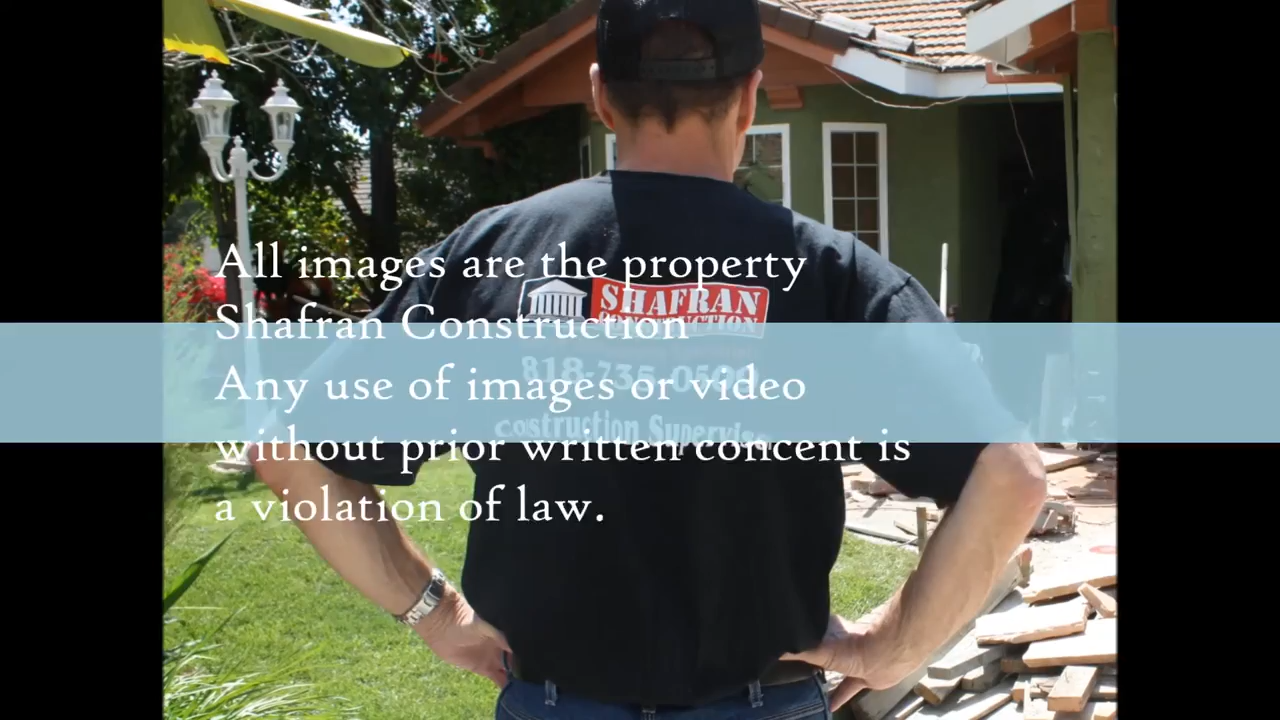 All images are the property
SHAFRAN
CONSTRUCTION
Shafran Construction
Any use of images or video
without prior written concent is
a violation of law.